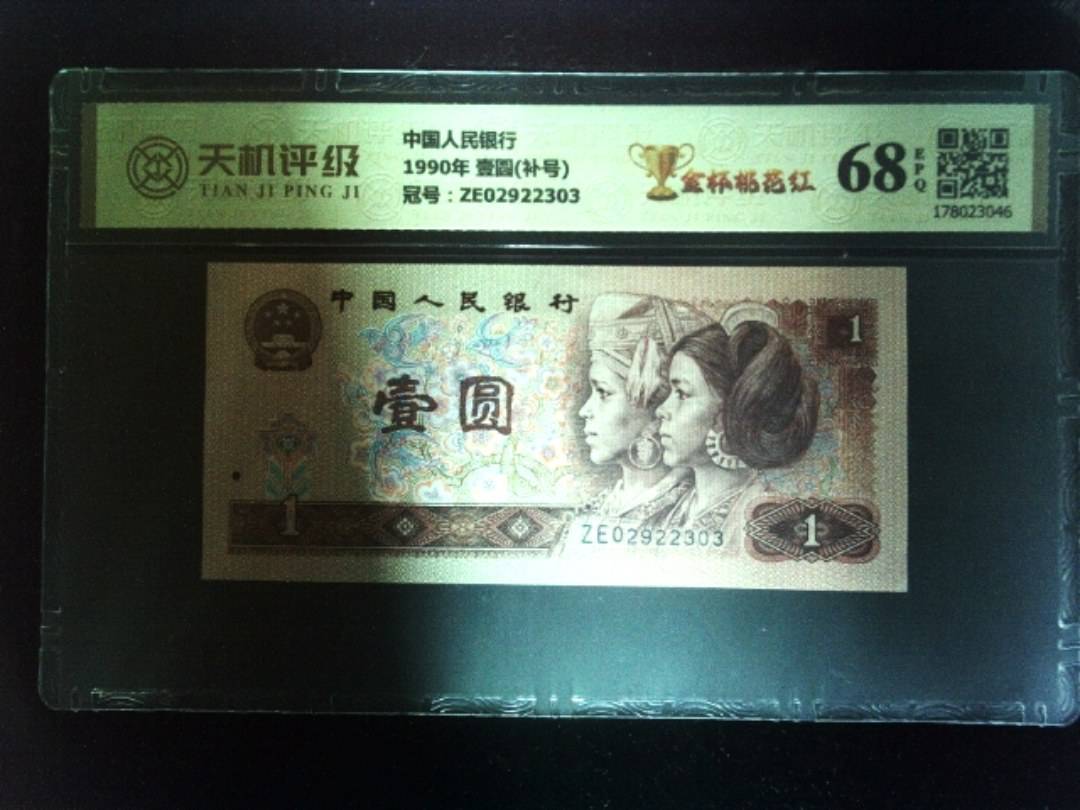 天机评级
TIAN JI PING JI
中国人民银行
1990年 壹圆(补号)
冠号：ZE02922303
金杯桃花红
68
EPQ
178023046
中国人民银行
1
壹圆
1
ZE02922303
1